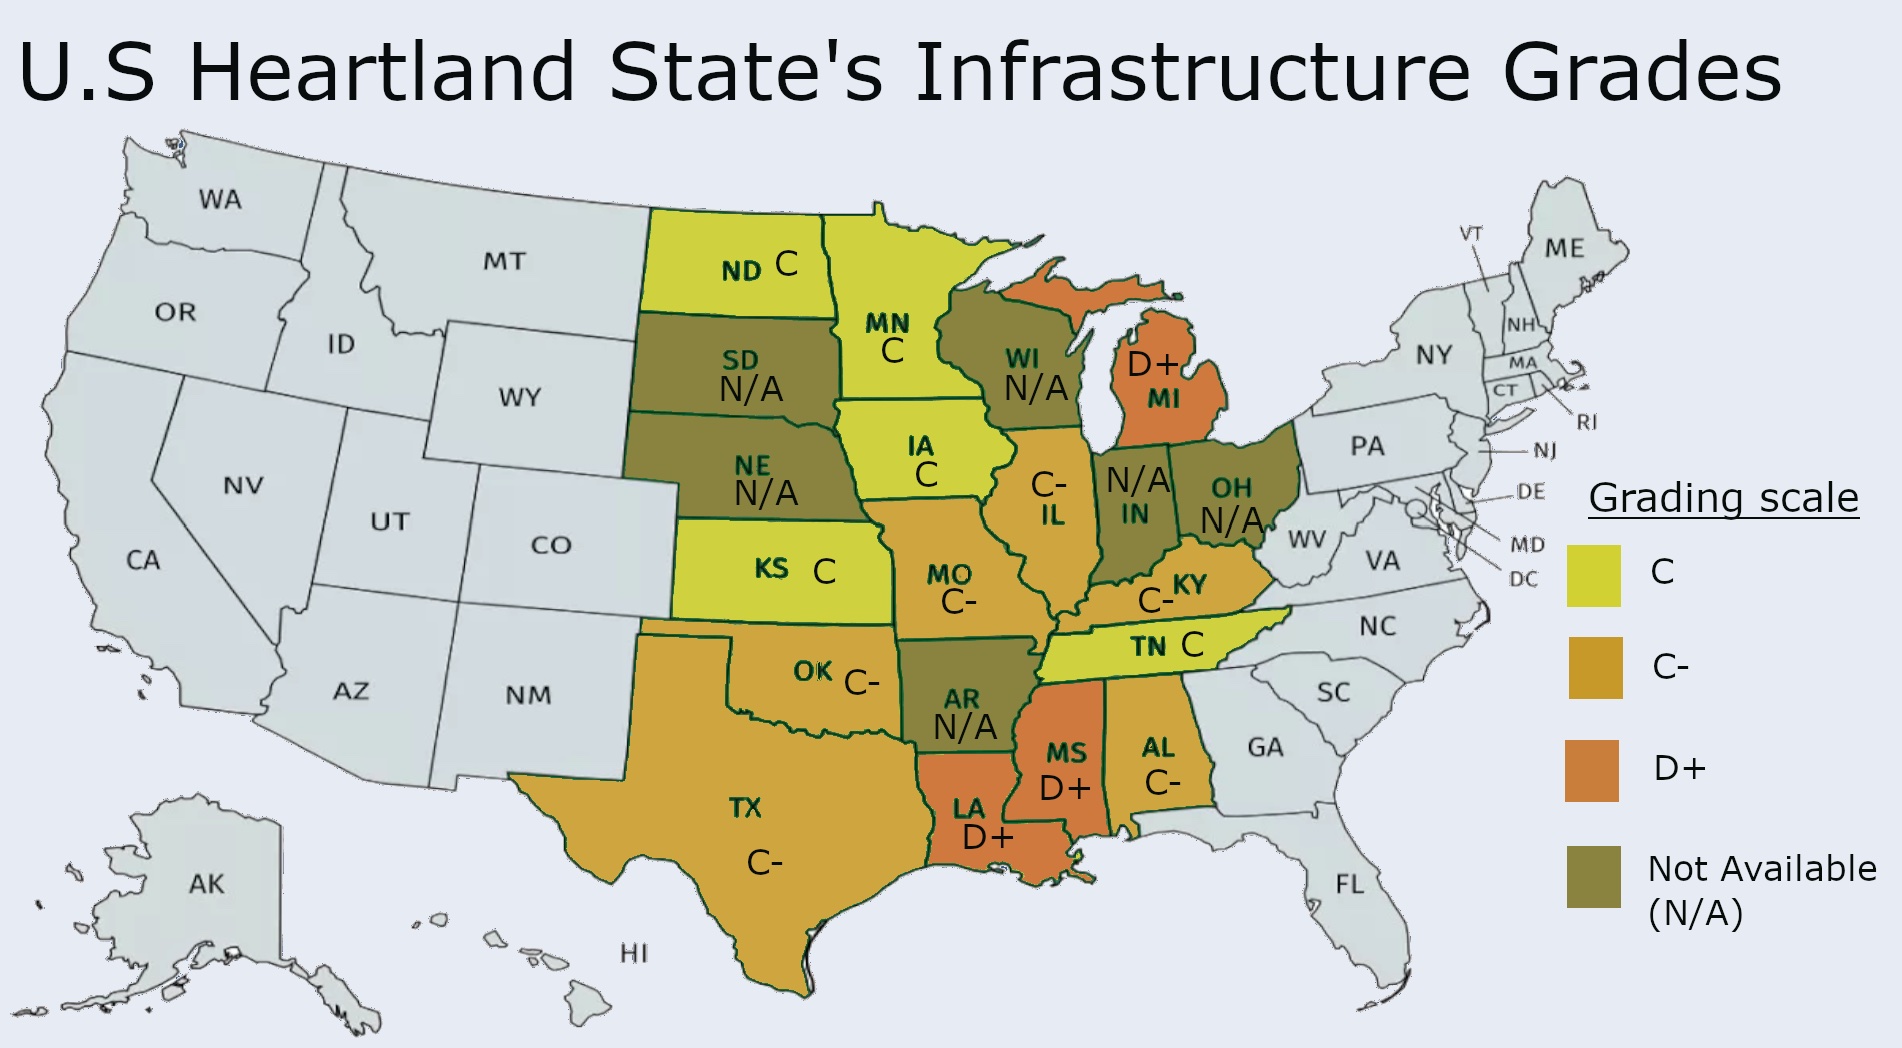 U.S Heartland State's Infrastructure Grades
WA
MT
ND C
MN
C
OR
ID
WY
SD
N/A
WI
N/A
D+
MI
VT
ME
NH
NY
MA
CT
RI
NV
UT
CO
CA
NE
N/A
IA
C
C-
IL
N/A
IN
OH
N/A
PA
NJ
DE
MD
DC
WV
VA
KS C
MO
C-
KY
C-
TN C
NC
SC
AZ
NM
OK C-
AR
N/A
MS
D+
AL
C-
GA
TX
C-
LA
D+
FL
AK
HI
Grading scale
C
C-
D+
Not Available
(N/A)